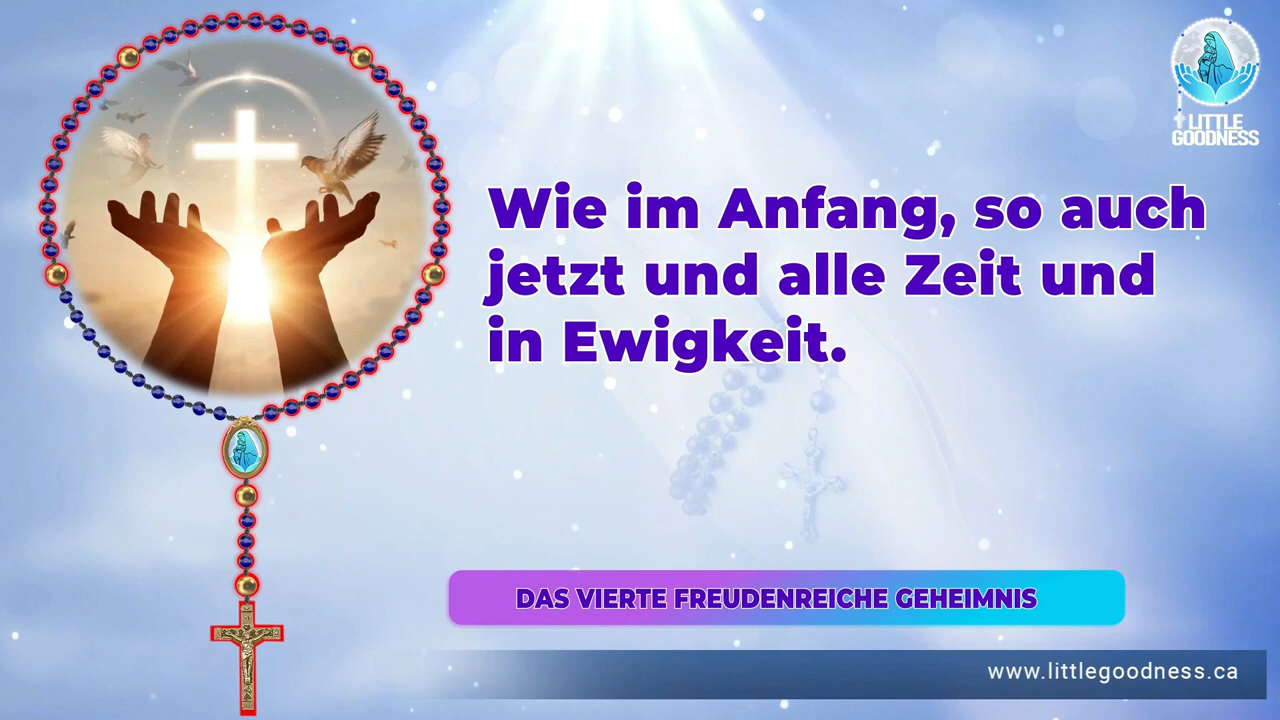 LITTLE
GOODNESS
Wie im Anfang, so auch
jetzt und alle Zeit und
in Ewigkeit.
DAS VIERTE FREUDENREICHE GEHEIMNIS
www.littlegoodness.ca